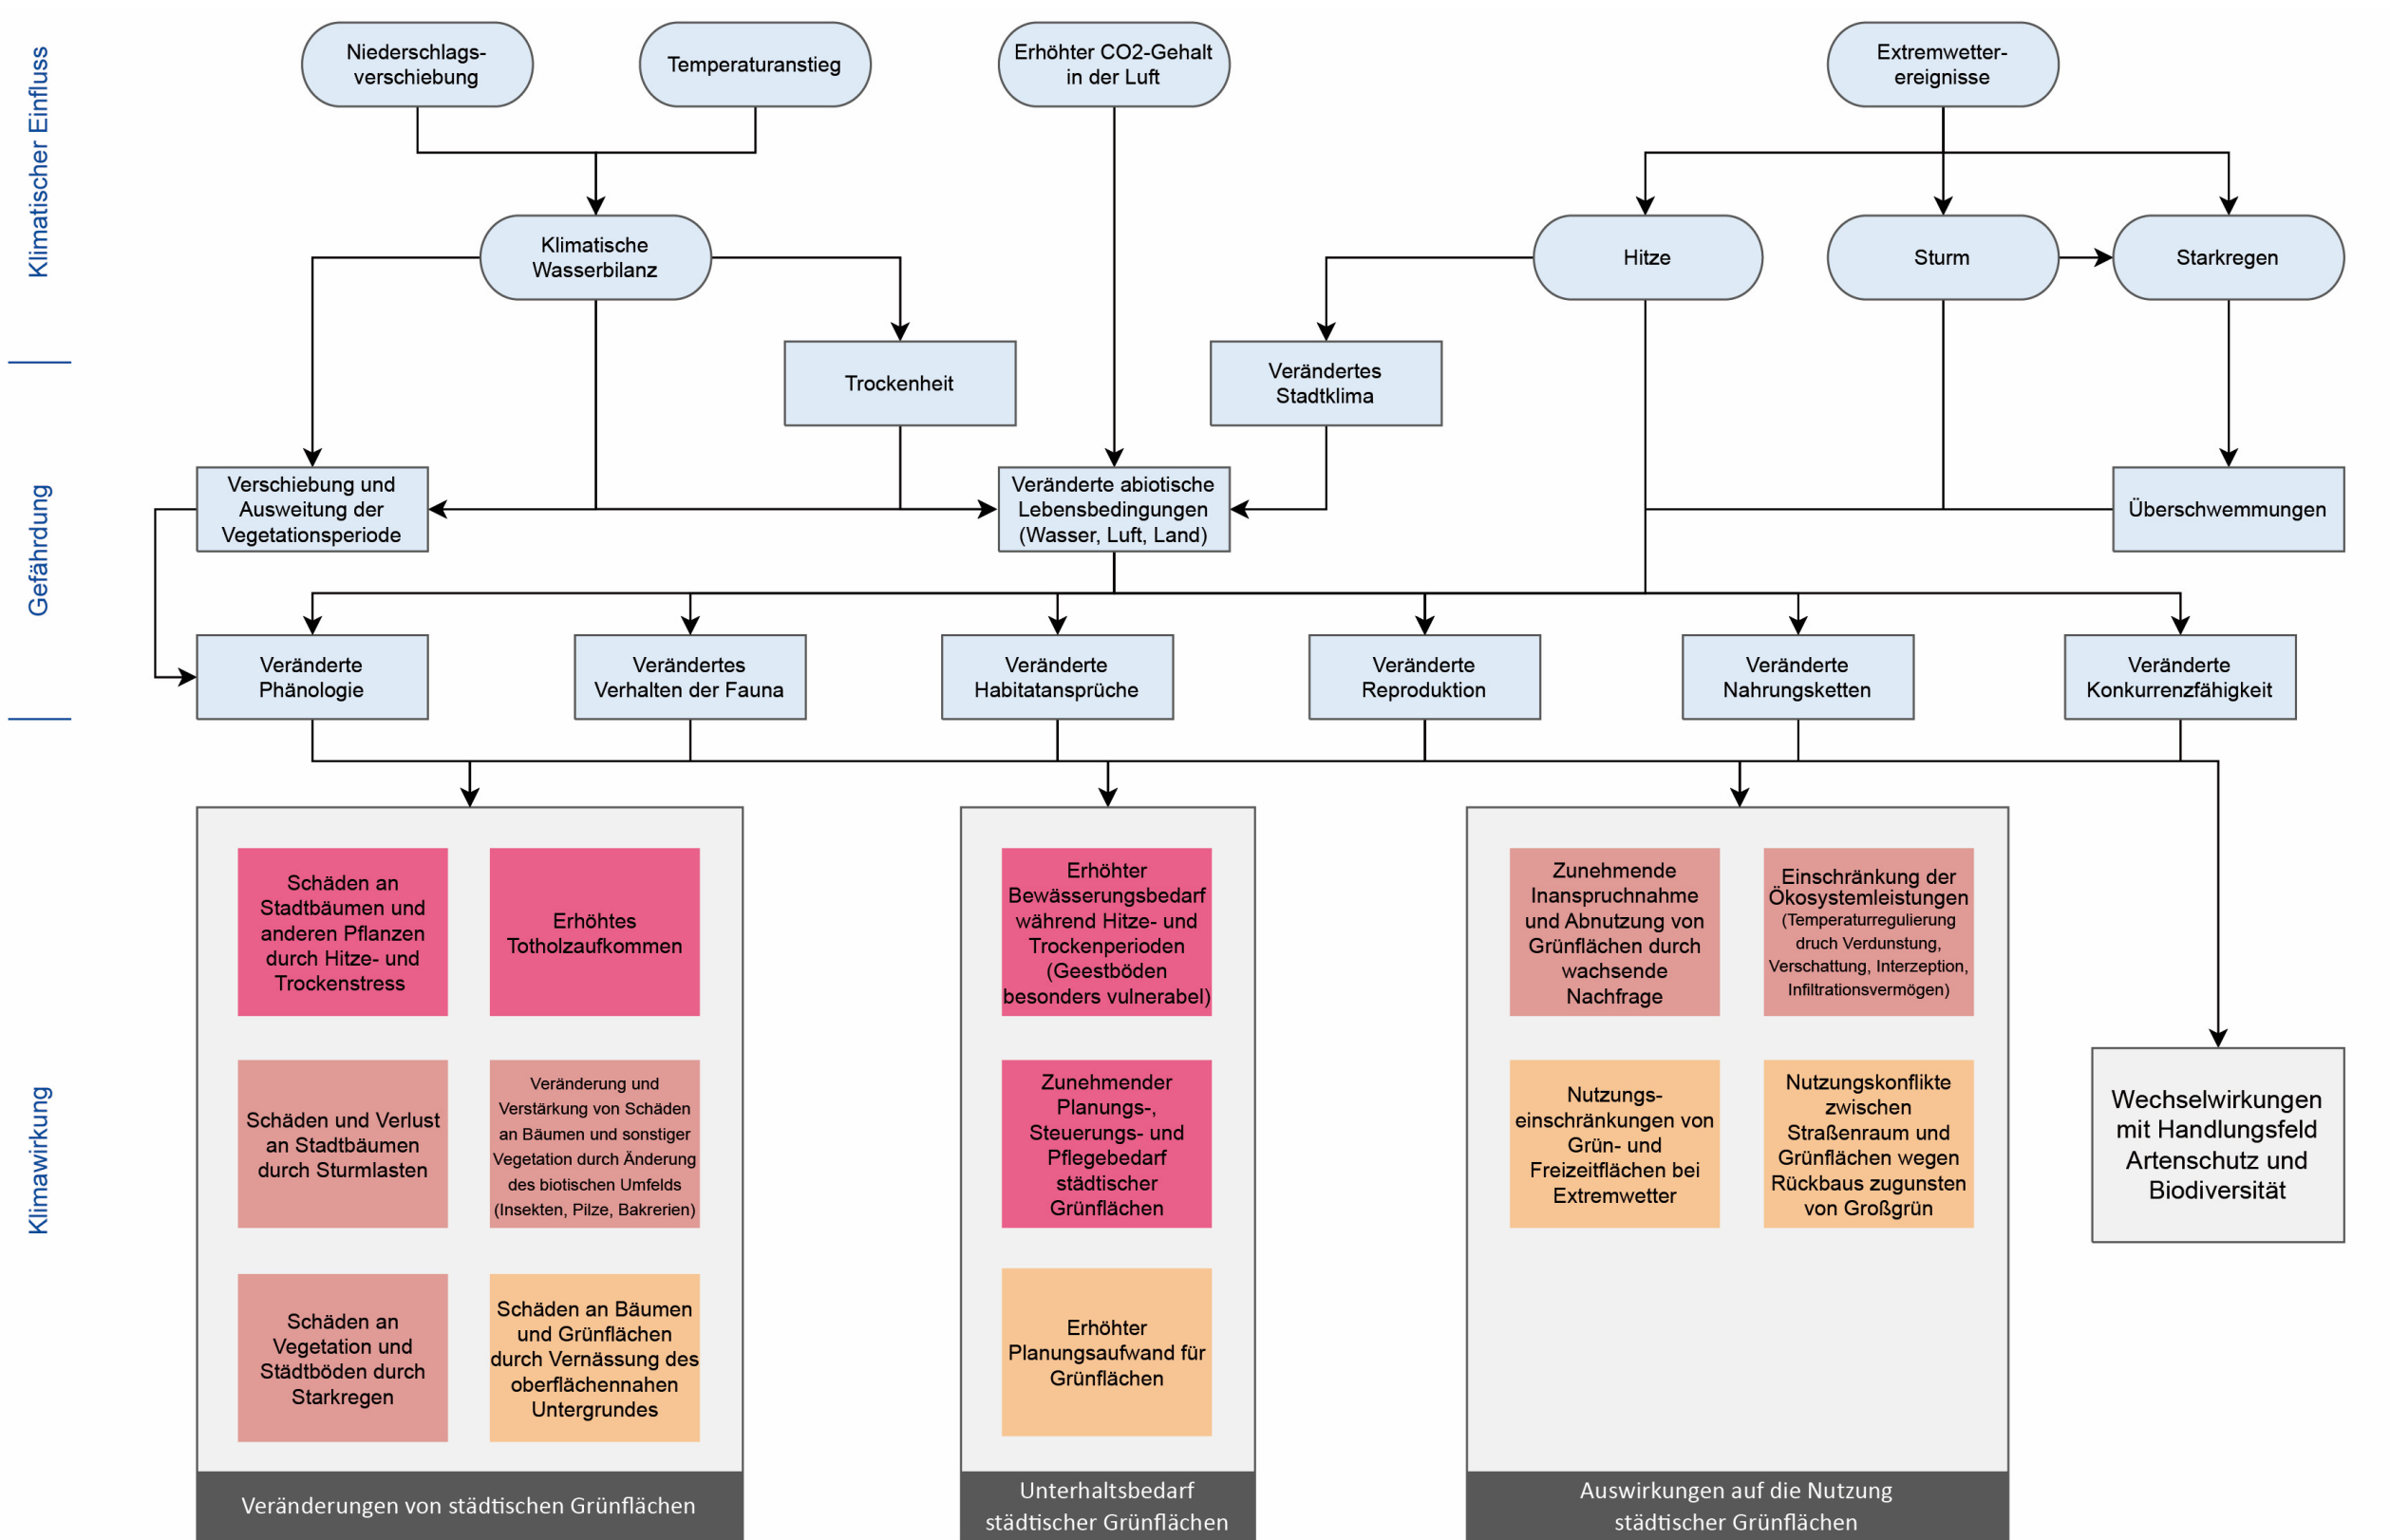 Klimatischer Einfluss
Niederschlags-
verschiebung
Temperaturanstieg
Erhöhter CO2-Gehalt
in der Luft
Extremwetter-
ereignisse
Klimatische
Wasserbilanz
Hitze
Sturm
Starkregen
Gefährdung
Trockenheit
Verändertes
Stadtklima
Verschiebung und
Ausweitung der
Vegetationsperiode
Veränderte abiotische
Lebensbedingungen
(Wasser, Luft, Land)
Überschwemmungen
Veränderte
Phänologie
Verändertes
Verhalten der Fauna
Veränderte
Habitatansprüche
Veränderte
Reproduktion
Veränderte
Nahrungsketten
Veränderte
Konkurrenzfähigkeit
Klimawirkung
Schäden an
Stadtbäumen und
anderen Pflanzen
durch Hitze- und
Trockenstress
Erhöhtes
Totholzaufkommen
Schäden und Verlust
an Stadtbäumen
durch Sturmlasten
Veränderung und
Verstärkung von Schäden
an Bäumen und sonstiger
Vegetation durch Änderung
des biotischen Umfelds
(Insekten, Pilze, Bakrerien)
Schäden an
Vegetation und
Städtböden durch
Starkregen
Schäden an Bäumen
und Grünflächen
durch Vernässung des
oberflächennahen
Untergrundes
Veränderungen von städtischen Grünflächen
Erhöhter
Bewässerungsbedarf
während Hitze- und
Trockenperioden
(Geestböden
besonders vulnerabel)
Zunehmender
Planungs-,
Steuerungs- und
Pflegebedarf
städtischer
Grünflächen
Erhöhter
Planungsaufwand für
Grünflächen
Unterhaltsbedarf
städtischer Grünflächen
Zunehmende
Inanspruchnahme
und Abnutzung von
Grünflächen durch
wachsende
Nachfrage
Einschränkung der
Ökosystemleistungen
(Temperaturregulierung
druch Verdunstung,
Verschattung, Interzeption,
Infiltrationsvermögen)
Nutzungs-
einschränkungen von
Grün- und
Freizeitflächen bei
Extremwetter
Nutzungskonflikte
zwischen
Straßenraum und
Grünflächen wegen
Rückbaus zugunsten
von Großgrün
Auswirkungen auf die Nutzung
städtischer Grünflächen
Wechselwirkungen
mit Handlungsfeld
Artenschutz und
Biodiversität